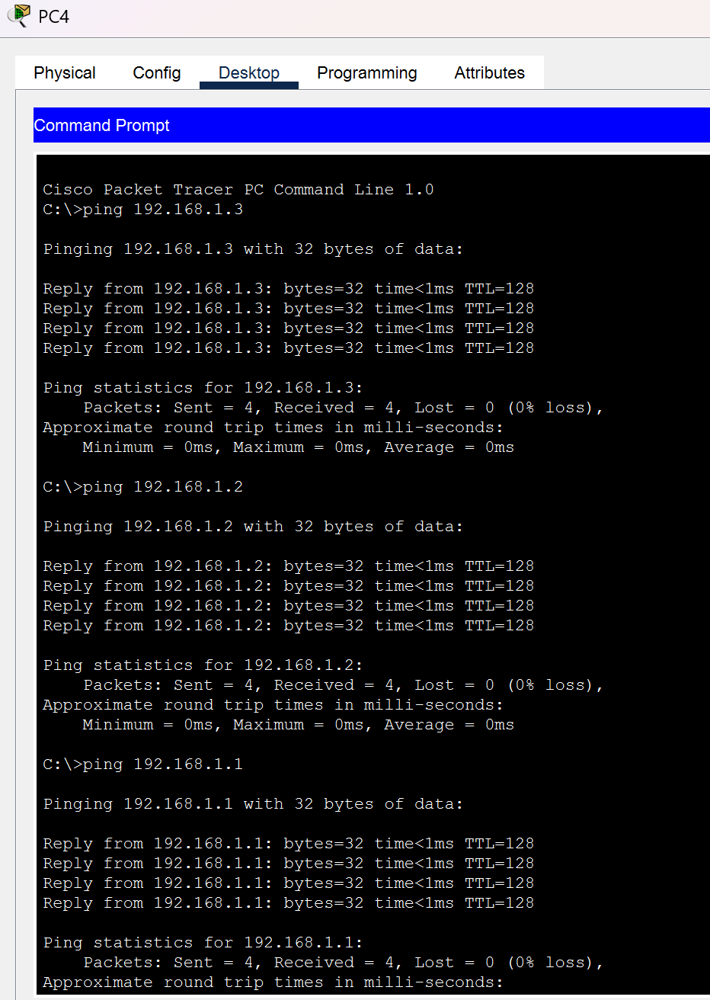 PC4
Physical Config Desktop Programming Attributes
Command Prompt
Cisco Packet Tracer PC Command Line 1.0
C:\>ping 192.168.1.3
Pinging 192.168.1.3 with 32 bytes of data:
Reply from 192.168.1.3: bytes=32 time<1ms TTL=128
Reply from 192.168.1.3: bytes=32 time<1ms TTL=128
Reply from 192.168.1.3: bytes=32 time<1ms TTL=128
Reply from 192.168.1.3: bytes=32 time<1ms TTL=128
Ping statistics for 192.168.1.3:
    Packets: Sent = 4, Received = 4, Lost = 0 (0% loss),
Approximate round trip times in milli-seconds:
    Minimum = 0ms, Maximum = 0ms, Average = 0ms
C:\>ping 192.168.1.2
Pinging 192.168.1.2 with 32 bytes of data:
Reply from 192.168.1.2: bytes=32 time<1ms TTL=128
Reply from 192.168.1.2: bytes=32 time<1ms TTL=128
Reply from 192.168.1.2: bytes=32 time<1ms TTL=128
Reply from 192.168.1.2: bytes=32 time<1ms TTL=128
Ping statistics for 192.168.1.2:
    Packets: Sent = 4, Received = 4, Lost = 0 (0% loss),
Approximate round trip times in milli-seconds:
    Minimum = 0ms, Maximum = 0ms, Average = 0ms
C:\>ping 192.168.1.1
Pinging 192.168.1.1 with 32 bytes of data:
Reply from 192.168.1.1: bytes=32 time<1ms TTL=128
Reply from 192.168.1.1: bytes=32 time<1ms TTL=128
Reply from 192.168.1.1: bytes=32 time<1ms TTL=128
Reply from 192.168.1.1: bytes=32 time<1ms TTL=128
Ping statistics for 192.168.1.1:
    Packets: Sent = 4, Received = 4, Lost = 0 (0% loss),
Approximate round trip times in milli-seconds: